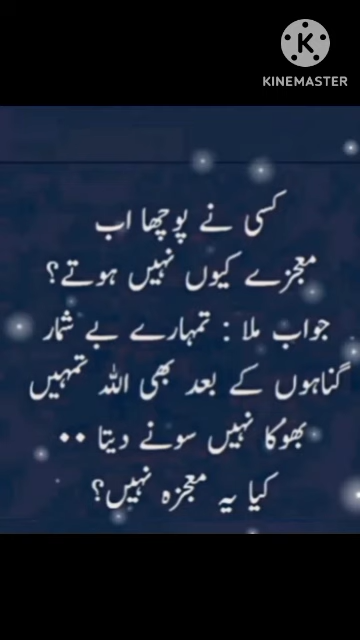 KINEMASTER
کسی نے پوچھا اب
معجزے کیوں نہیں ہوتے؟
جواب ملا : تمہارے بے شمار
گناہوں کے بعد بھی اللہ تمہیں
بھوکا نہیں سونے دیتا ••
کیا یہ معجزہ نہیں؟